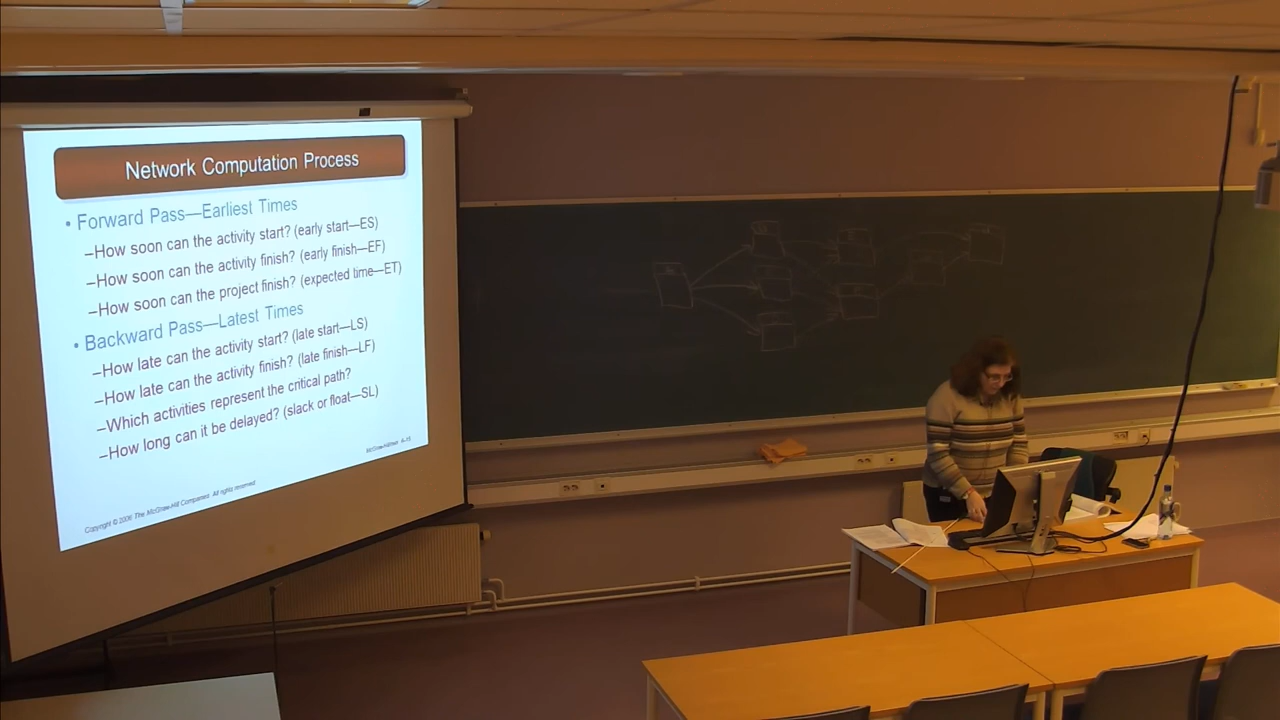 Network Computation Process
• Forward Pass—Earliest Times
–How soon can the activity start? (early start—ES)
–How soon can the activity finish? (early finish—EF)
–How soon can the project finish? (expected time—ET)
• Backward Pass—Latest Times
–How late can the activity start? (late start—LS)
–How late can the activity finish? (late finish—LF)
–Which activities represent the critical path?
–How long can it be delayed? (slack or float—SL)
Copyright © 2006 The McGraw-Hill Companies. All rights reserved.